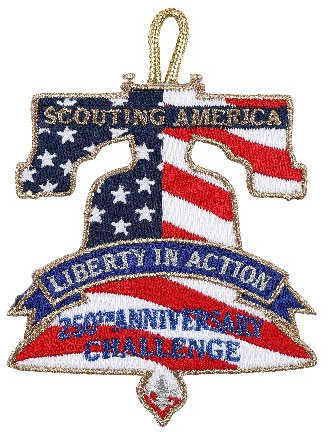 SCOUTING AMERICA
LIBERTY IN ACTION
250TH ANNIVERSARY
CHALLENGE